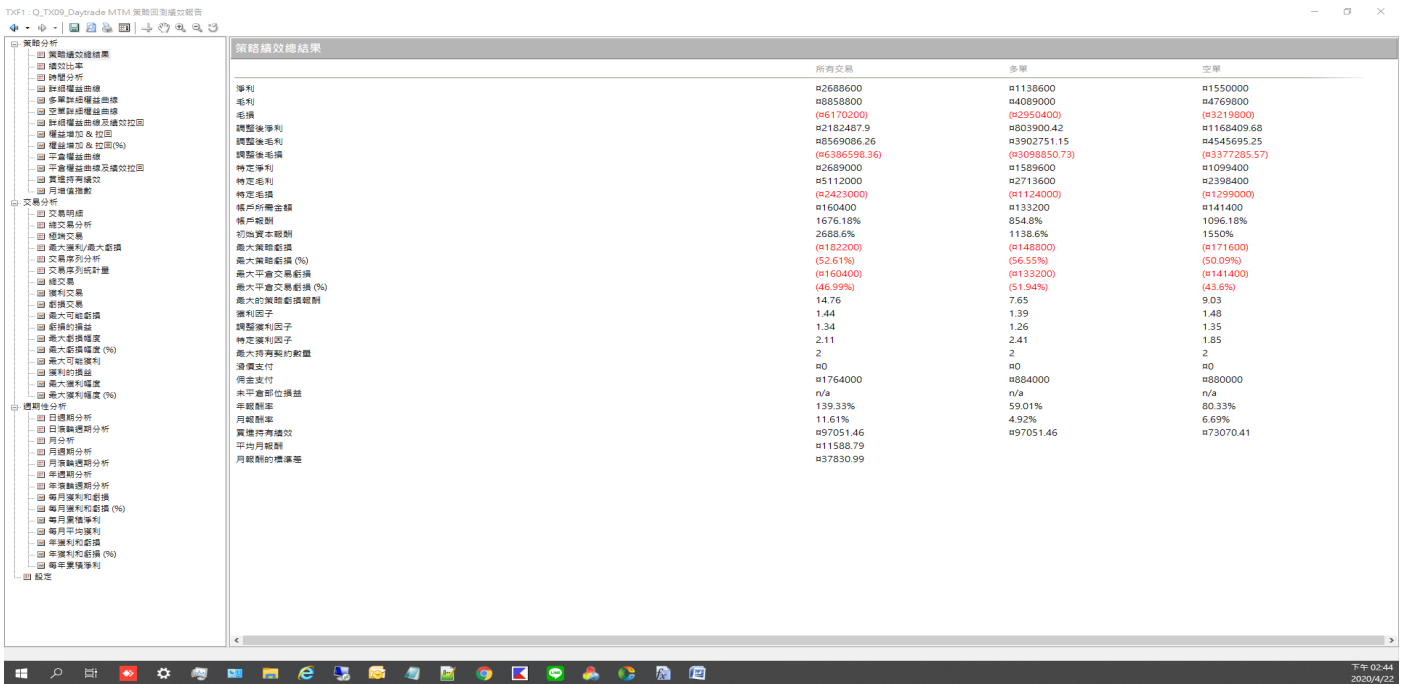 TXF1 : Q_TX09_Daytrade MTM 策略回測績效報告
策略分析
策略績效總結果
績效比率
時間分析
詳細權益曲線
多單詳細權益曲線
空單詳細權益曲線
詳細權益曲線及績效拉回
權益增加 & 拉回
權益增加 & 拉回(%)
平倉權益曲線
平倉權益曲線及績效拉回
買進持有績效
月增值指數
交易分析
交易明細
總交易分析
極端交易
最大獲利/最大虧損
交易序列分析
交易序列統計量
總交易
獲利交易
虧損交易
最大可能虧損
虧損的損益
最大虧損幅度
最大虧損幅度 (%)
最大可能獲利
獲利的損益
最大獲利幅度
最大獲利幅度 (%)
週期性分析
日週期分析
日滾輪週期分析
月分析
月週期分析
月滾輪週期分析
年週期分析
年滾輪週期分析
每月獲利和虧損
每月獲利和虧損 (%)
每月累積淨利
每月平均獲利
年獲利和虧損
年獲利和虧損 (%)
每年累積淨利
設定
策略績效總結果
所有交易 多單 空單
淨利 ¤2688600 ¤1138600 ¤1550000
毛利 ¤8858800 ¤4089000 ¤4769800
毛損 (¤6170200) (¤2950400) (¤3219800)
調整後淨利 ¤2182487.9 ¤803900.42 ¤1168409.68
調整後毛利 ¤8569086.26 ¤3902751.15 ¤4545695.25
調整後毛損 (¤6386598.36) (¤3098850.73) (¤3377285.57)
特定淨利 ¤2689000 ¤1589600 ¤1099400
特定毛利 ¤5112000 ¤2713600 ¤2398400
特定毛損 (¤2423000) (¤1124000) (¤1299000)
帳戶所需金額 ¤160400 ¤133200 ¤141400
帳戶報酬 1676.18% 854.8% 1096.18%
初始資本報酬 2688.6% 1138.6% 1550%
最大策略虧損 (¤182200) (¤148800) (¤171600)
最大策略虧損 (%) (52.61%) (56.55%) (50.09%)
最大平倉交易虧損 (¤160400) (¤133200) (¤141400)
最大平倉交易虧損 (%) (46.99%) (51.94%) (43.6%)
最大的策略虧損報酬 14.76 7.65 9.03
獲利因子 1.44 1.39 1.48
調整獲利因子 1.34 1.26 1.35
特定獲利因子 2.11 2.41 1.85
最大持有契約數量 2 2 2
滑價支付 ¤0 ¤0 ¤0
佣金支付 ¤1764000 ¤884000 ¤880000
未平倉部位損益 n/a n/a n/a
年報酬率 139.33% 59.01% 80.33%
月報酬率 11.61% 4.92% 6.69%
買進持有績效 ¤97051.46 ¤97051.46 ¤73070.41
平均月報酬 ¤11588.79
月報酬的標準差 ¤37830.99
下午 02:44
2020/4/22